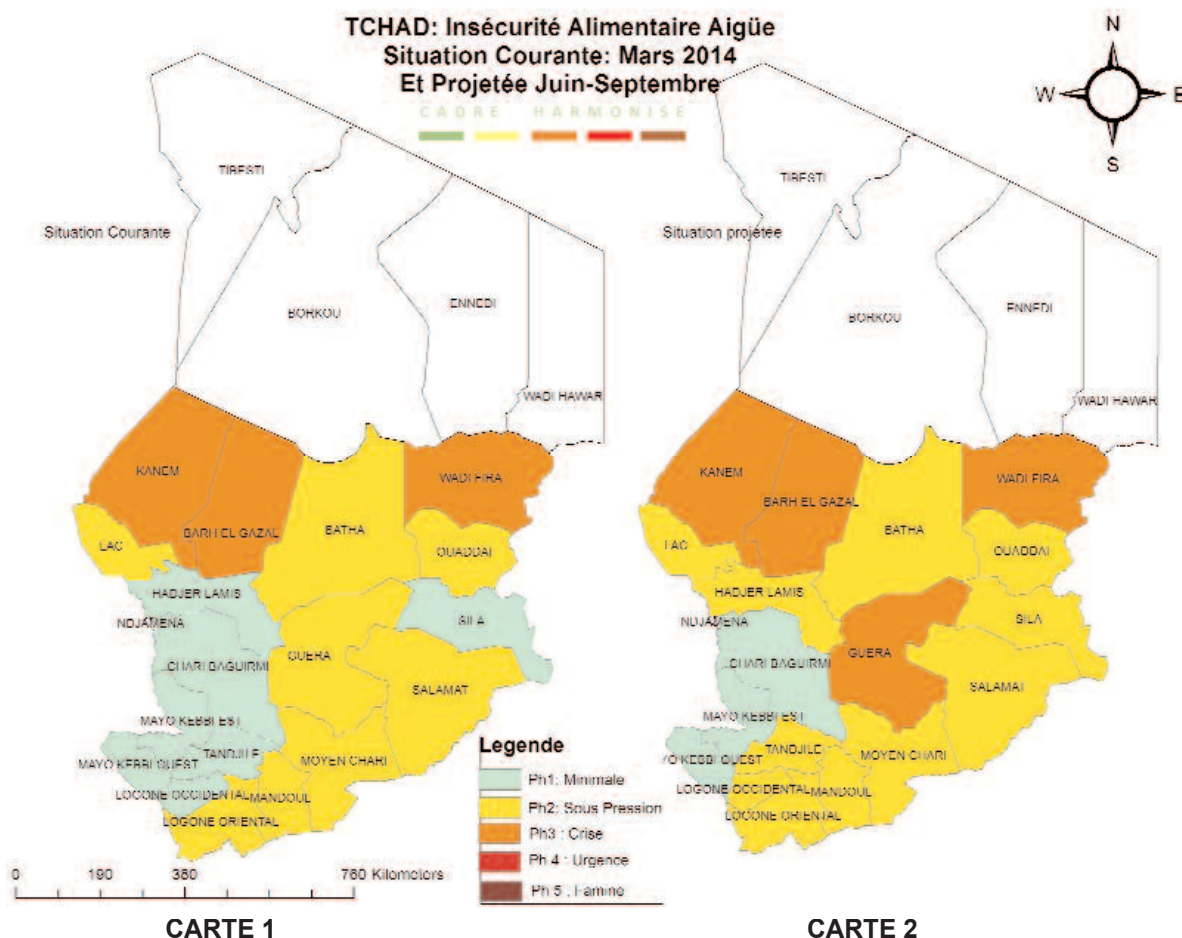 TCHAD: Insécurité Alimentaire Aigüe
Situation Courante: Mars 2014
Et Projetée Juin-Septembre
CADRE HARMONISE
N
W E
S
Situation Courante
TIBESTI
BORKOU
ENNEDI
WADI HAWAR
KANEM
BARH EL GAZAL
WADI FIRA
BATHA
LAC
OUADDAI
HADJER LAMIS
SILA
NDJAMENA
GUERA
CHARI BAGUIRMI
SALAMAT
MAYO KEBBI EST
TANDJILE
MOYEN CHARI
MAYO KEBBI OUEST
LOGONE OCCIDENTAL
MANDOUL
LOGONE ORIENTAL
0 190 380 760 Kilometers
CARTE 1
Situation projetée
TIBESTI
BORKOU
ENNEDI
WADI HAWAR
KANEM
BARH EL GAZAL
WADI FIRA
BATHA
LAC
OUADDAI
HADJER LAMIS
SILA
NDJAMENA
GUERA
CHARI BAGUIRMI
SALAMAT
MAYO KEBBI EST
TANDJILE
MOYEN CHARI
YO KEBBI OUEST
LOGONE OCCIDENTAL
MANDOUL
LOGONE ORIENTAL
Legende
Ph1: Minimale
Ph2: Sous Pression
Ph3 : Crise
Ph 4 : Urgence
Ph 5 : Famine
CARTE 2